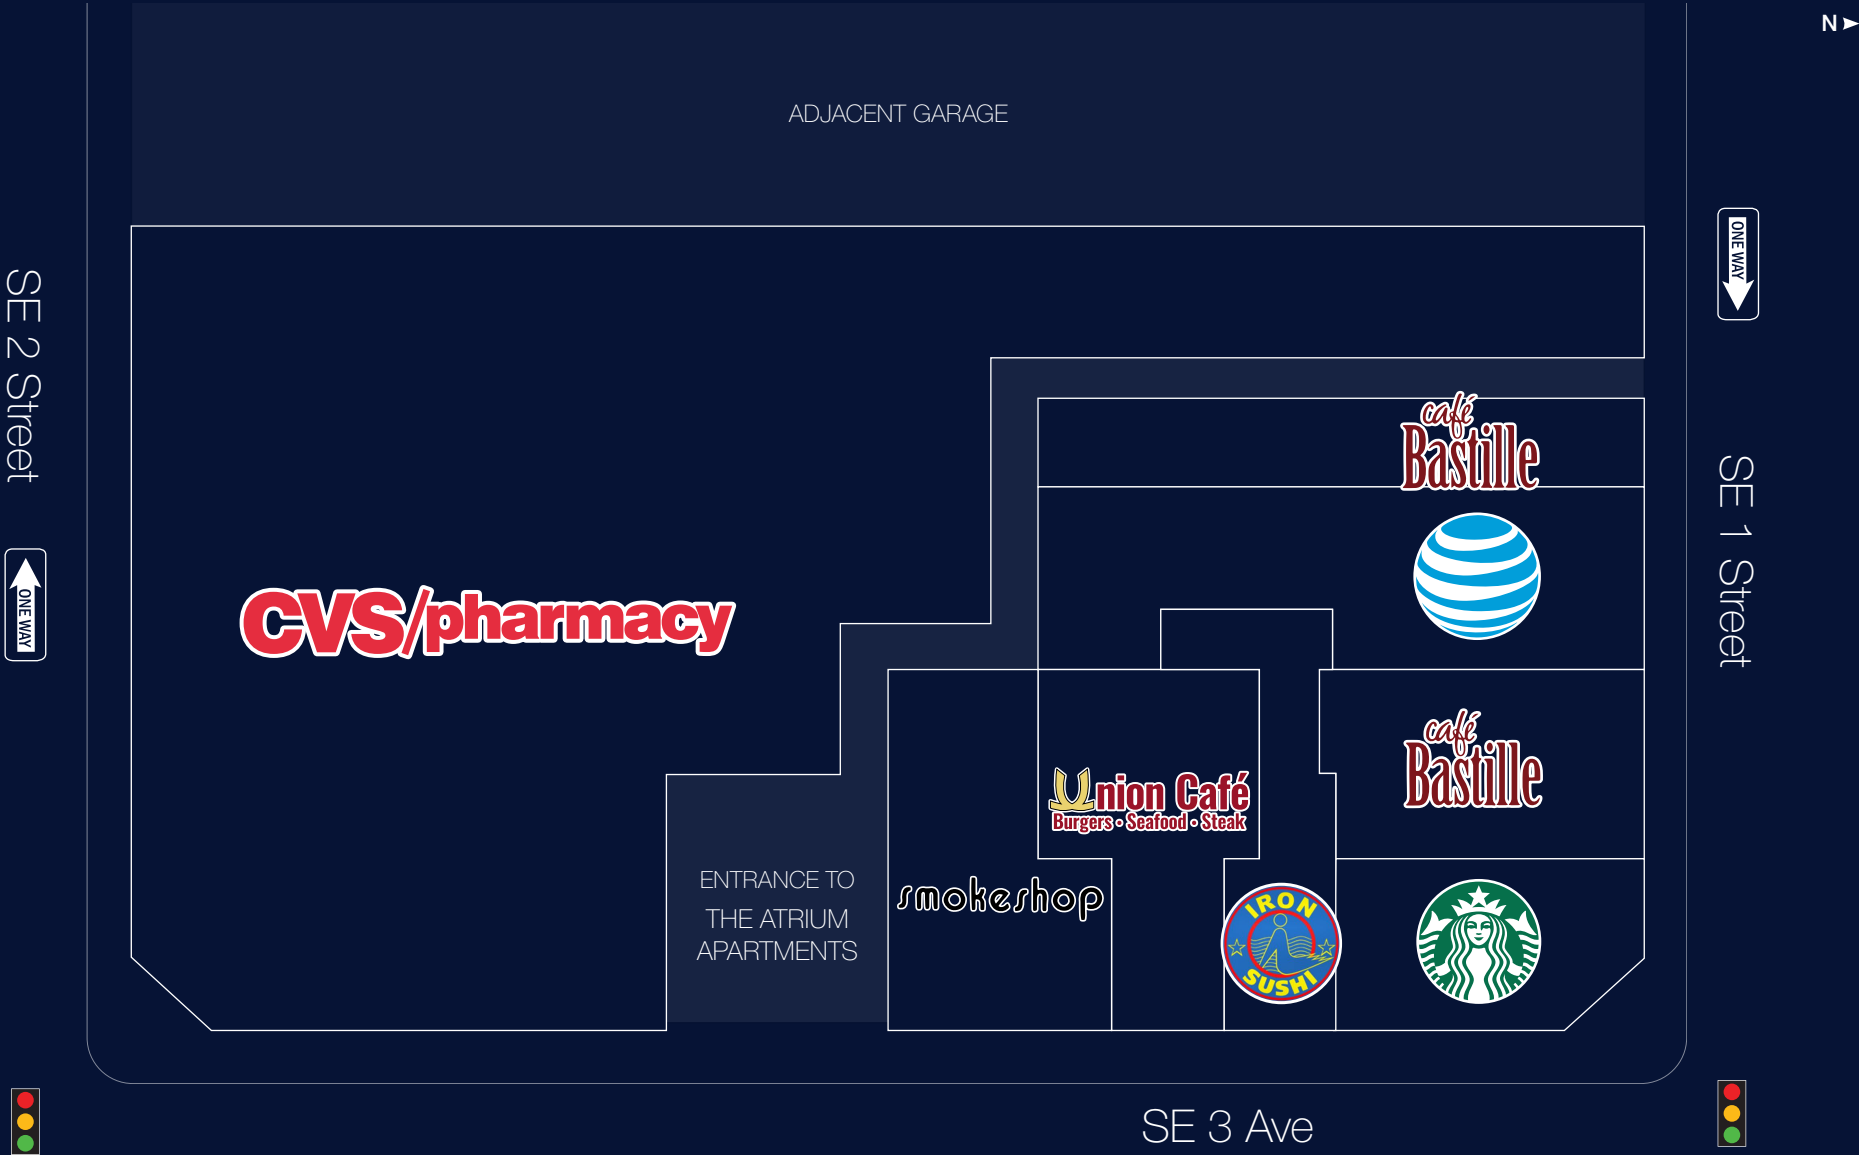 N
ADJACENT GARAGE
ONE WAY
SE 2 Street
café
Bastille
SE 1 Street
ONE WAY
CVS/pharmacy
café
Bastille
Union Café
Burgers • Seafood • Steak
ENTRANCE TO
THE ATRIUM
APARTMENTS
smokeshop
IRON
SUSHI
SE 3 Ave